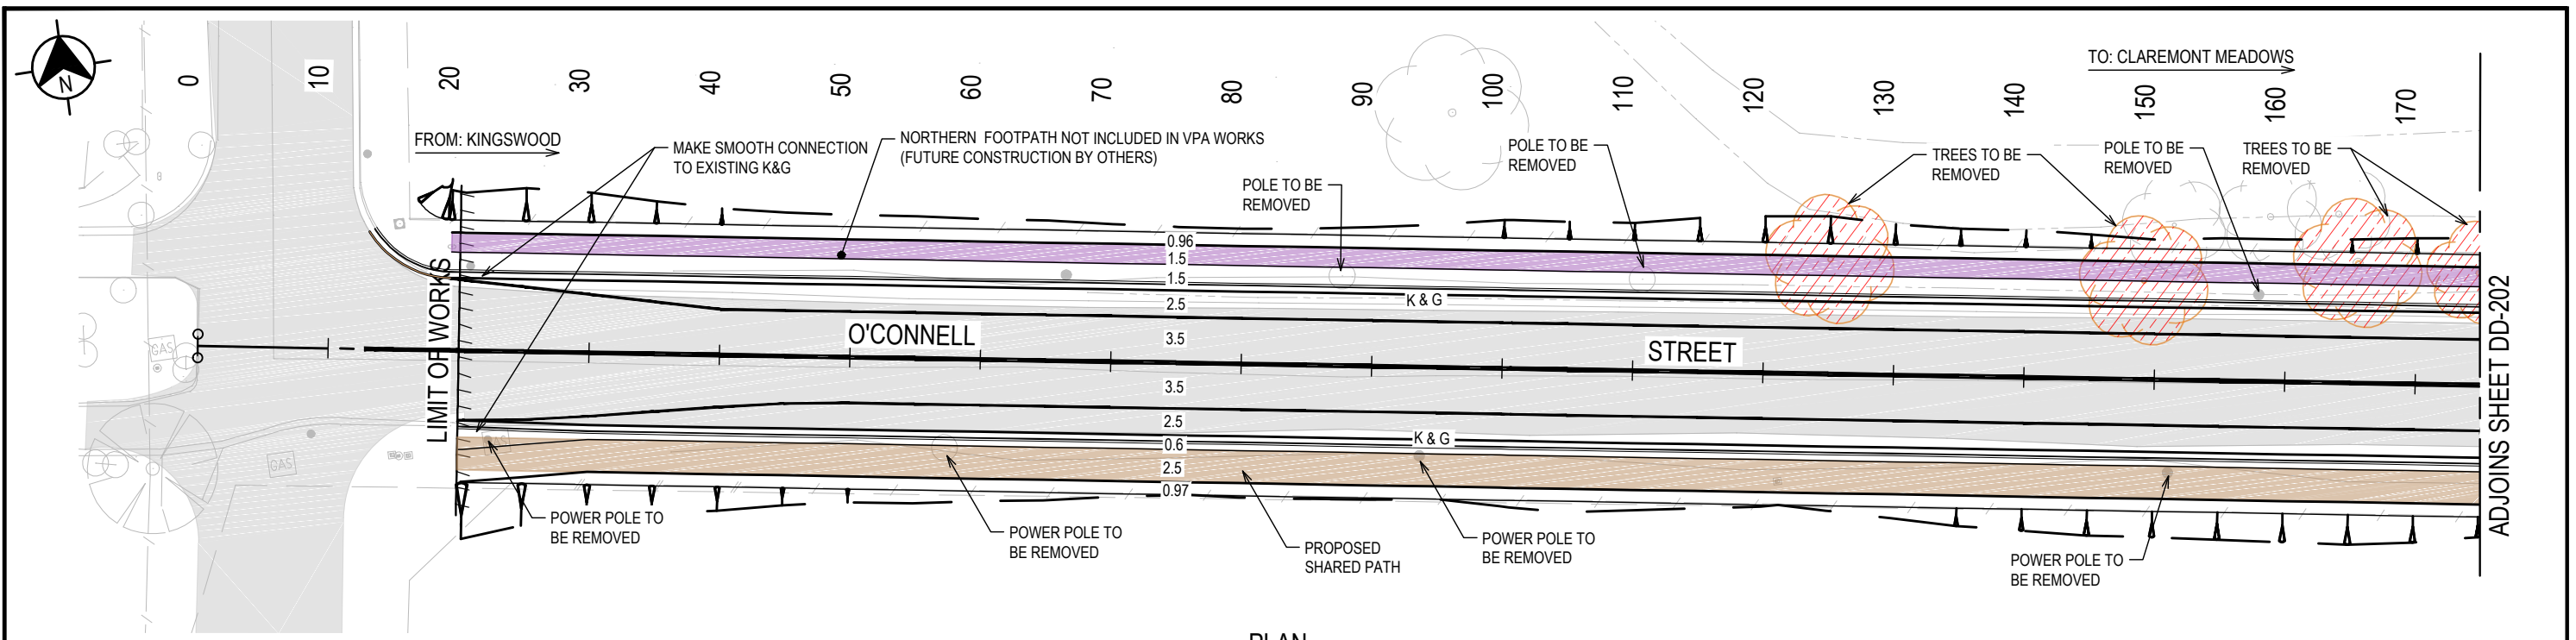 N
0
10
20
30
40
50
60
70
80
90
100
110
120
130
140
150
160
170
TO: CLAREMONT MEADOWS
FROM: KINGSWOOD
MAKE SMOOTH CONNECTION
TO EXISTING K&G
NORTHERN FOOTPATH NOT INCLUDED IN VPA WORKS
(FUTURE CONSTRUCTION BY OTHERS)
POLE TO BE
REMOVED
POLE TO BE
REMOVED
TREES TO BE
REMOVED
POLE TO BE
REMOVED
TREES TO BE
REMOVED
0.96
1.5
1.5
2.5
K & G
3.5
O'CONNELL
STREET
3.5
2.5
K & G
0.6
2.5
0.97
LIMIT OF WORKS
ADJOINS SHEET DD-202
GAS
GAS
GAS
POWER POLE TO
BE REMOVED
POWER POLE TO
BE REMOVED
PROPOSED
SHARED PATH
POWER POLE TO
BE REMOVED
POWER POLE TO
BE REMOVED
PLAN